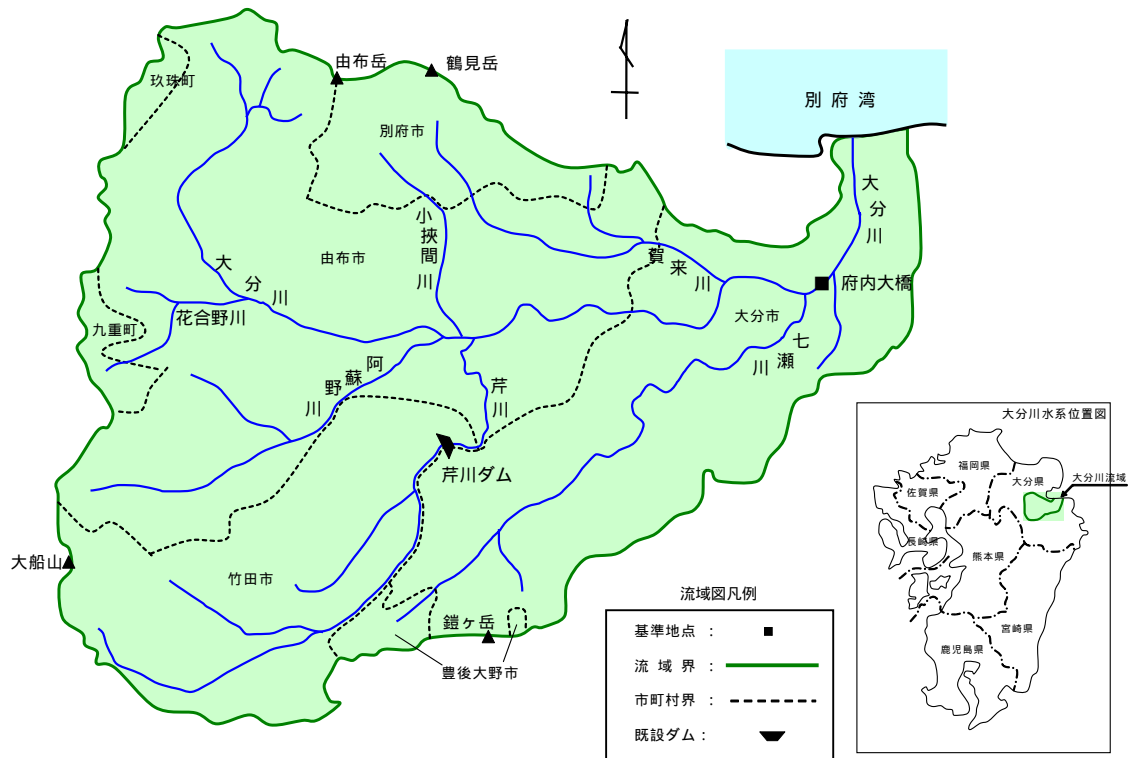 由布岳
鶴見岳
玖珠町
別府湾
別府市
大分川
小挾間川
賀来川
由布市
大分川
府内大橋
大分市
花合野川
九重町
七瀬川
阿蘇野川
芹川
芹川ダム
大船山
竹田市
鎧ヶ岳
豊後大野市
流域図凡例
基準地点 :
流域界 :
市町村界 :
既設ダム :
大分川水系位置図
福岡県
大分県
大分川流域
佐賀県
長崎県
熊本県
宮崎県
鹿児島県